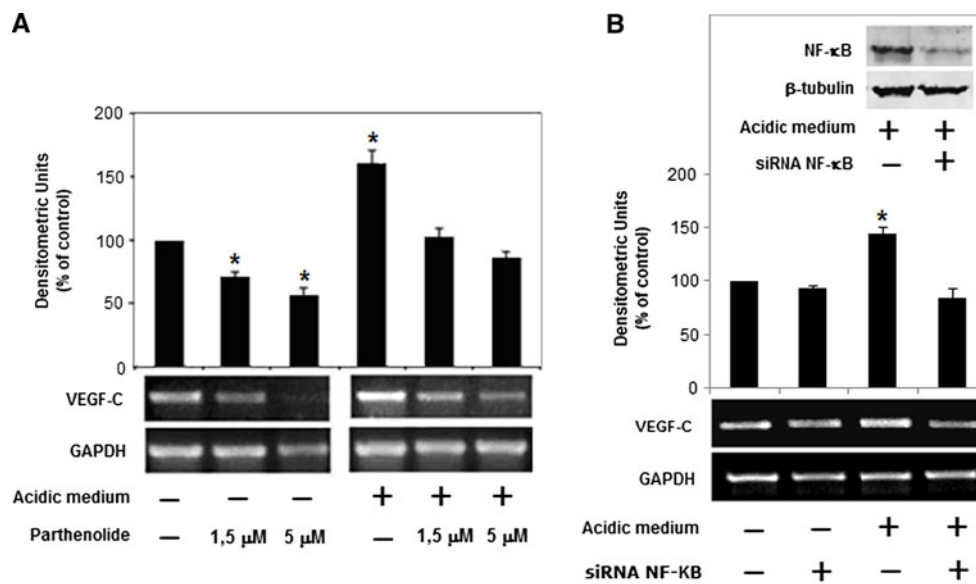 A
Densitometric Units
(% of control)
200
150
100
50
0
* * *
VEGF-C
GAPDH
Acidic medium – – – + + +
Parthenolide – 1,5 µM 5 µM – 1,5 µM 5 µM
B
NF-κB
β-tubulin
Acidic medium + +
siRNA NF-κB – +
Densitometric Units
(% of control)
200
150
100
50
0
*
VEGF-C
GAPDH
Acidic medium – – + +
siRNA NF-KB – + – +